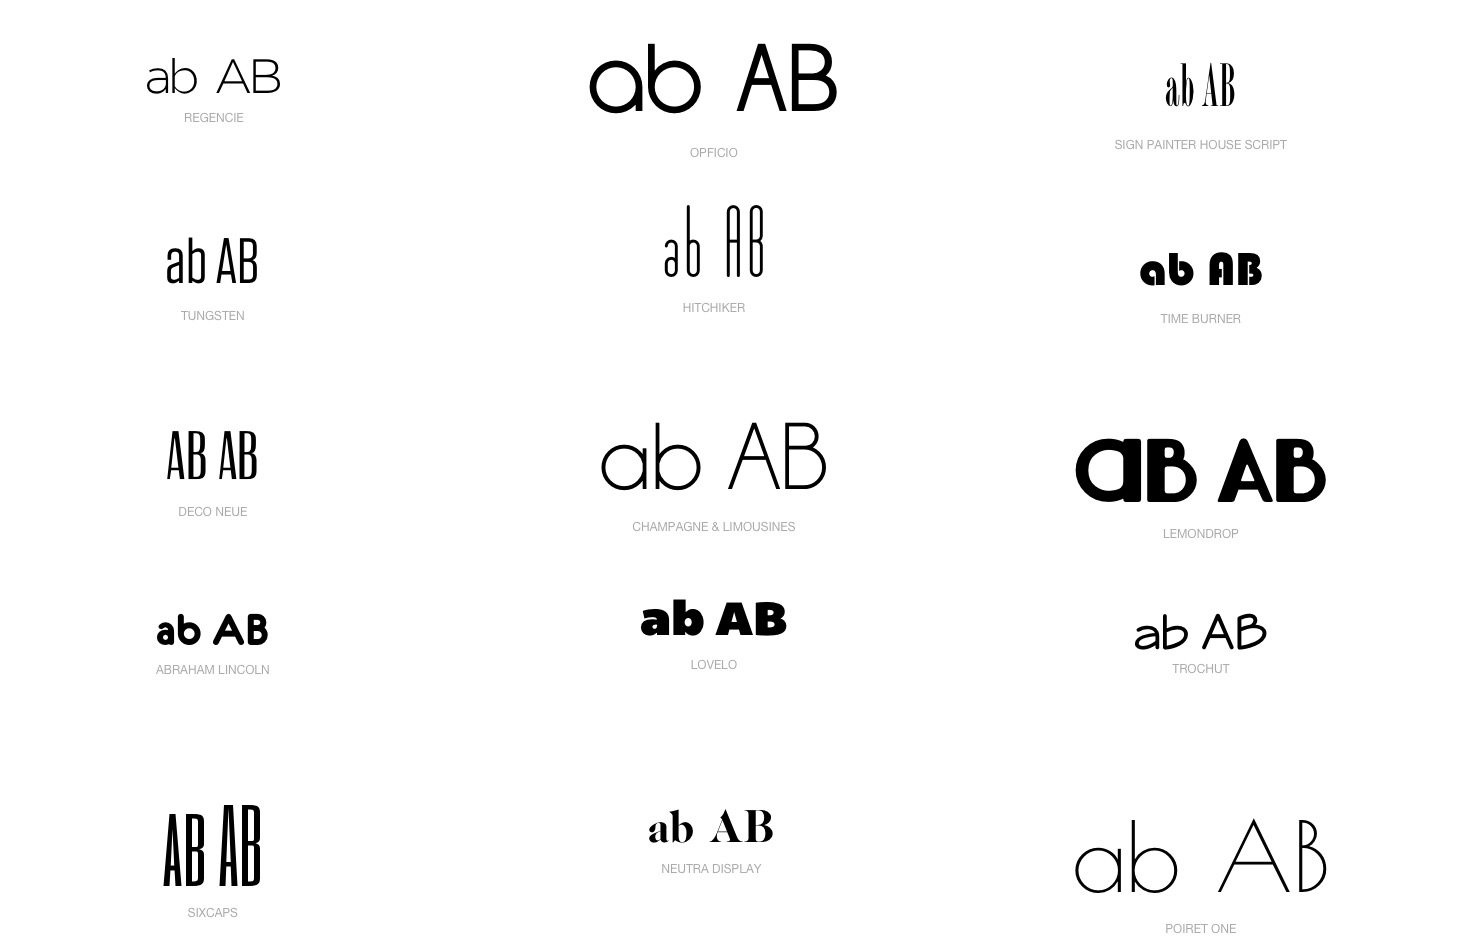 ab AB
REGENCIE
ab AB
OPFICIO
ab AB
SIGN PAINTER HOUSE SCRIPT
ab AB
TUNGSTEN
ab AB
HITCHIKER
ab AB
TIME BURNER
AB AB
DECO NEUE
ab AB
CHAMPAGNE & LIMOUSINES
aB AB
LEMONDROP
ab AB
ABRAHAM LINCOLN
ab AB
LOVELO
ab AB
TROCHUT
AB AB
SIXCAPS
ab AB
NEUTRA DISPLAY
ab AB
POIRET ONE